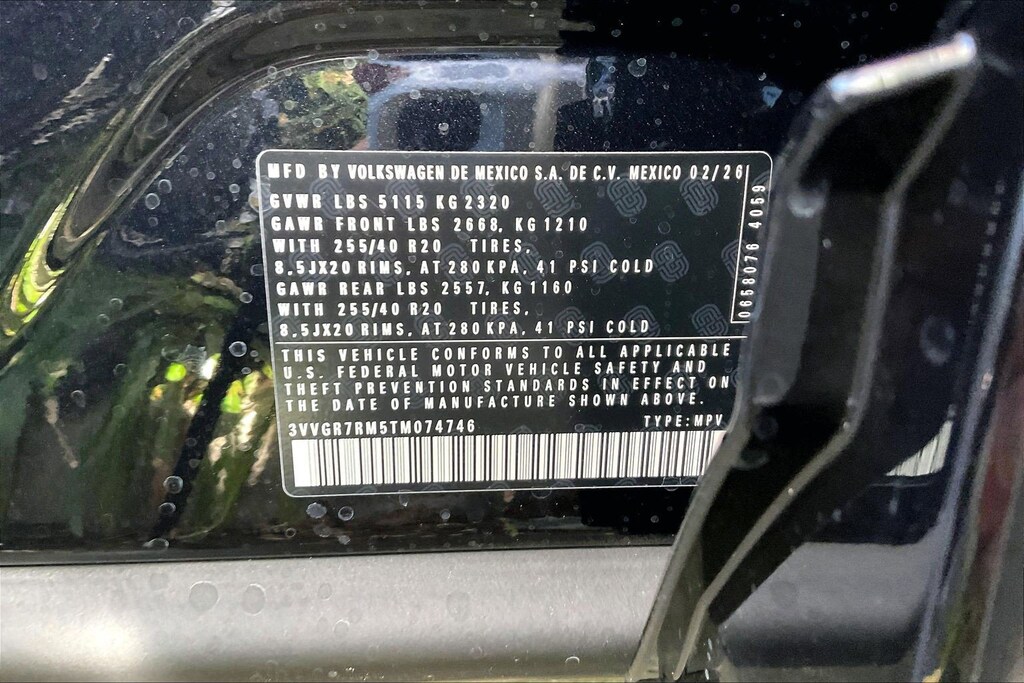 MFD BY VOLKSWAGEN DE MEXICO S.A. DE C.V. MEXICO 02/26
GVWR LBS 5115 KG 2320
GAWR FRONT LBS 2668, KG 1210
WITH 255/40 R20 TIRES,
8.5JX20 RIMS, AT 280 KPA, 41 PSI COLD
GAWR REAR LBS 2557, KG 1160
WITH 255/40 R20 TIRES,
8.5JX20 RIMS, AT 280 KPA, 41 PSI COLD
0658076 4059
THIS VEHICLE CONFORMS TO ALL APPLICABLE
U.S. FEDERAL MOTOR VEHICLE SAFETY AND
THEFT PREVENTION STANDARDS IN EFFECT ON
THE DATE OF MANUFACTURE SHOWN ABOVE.
3VVGR7RM5TM074746 TYPE: MPV